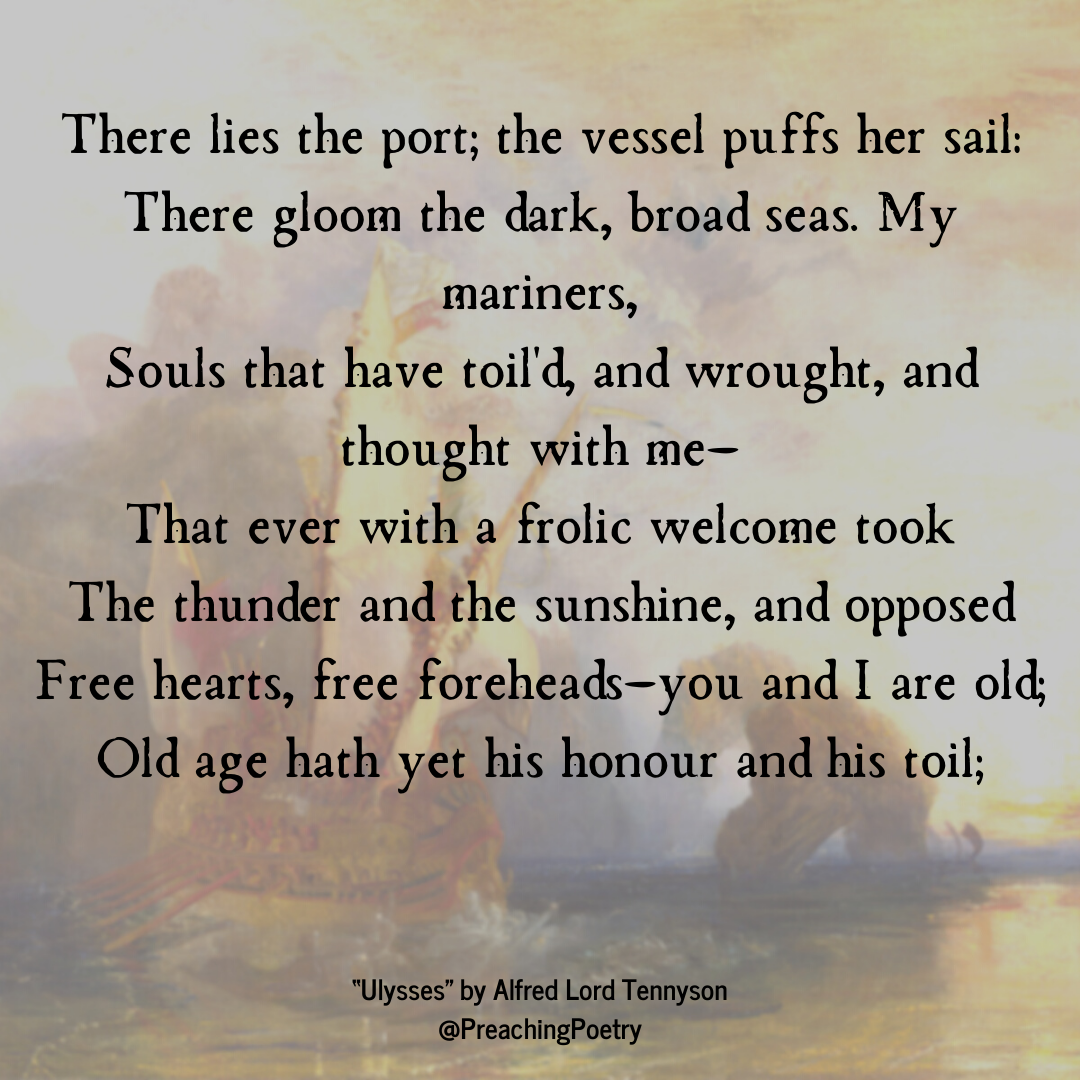 There lies the port; the vessel puffs her sail:
There gloom the dark, broad seas. My
mariners,
Souls that have toil'd, and wrought, and
thought with me—
That ever with a frolic welcome took
The thunder and the sunshine, and opposed
Free hearts, free foreheads—you and I are old;
Old age hath yet his honour and his toil;
"Ulysses" by Alfred Lord Tennyson
@PreachingPoetry